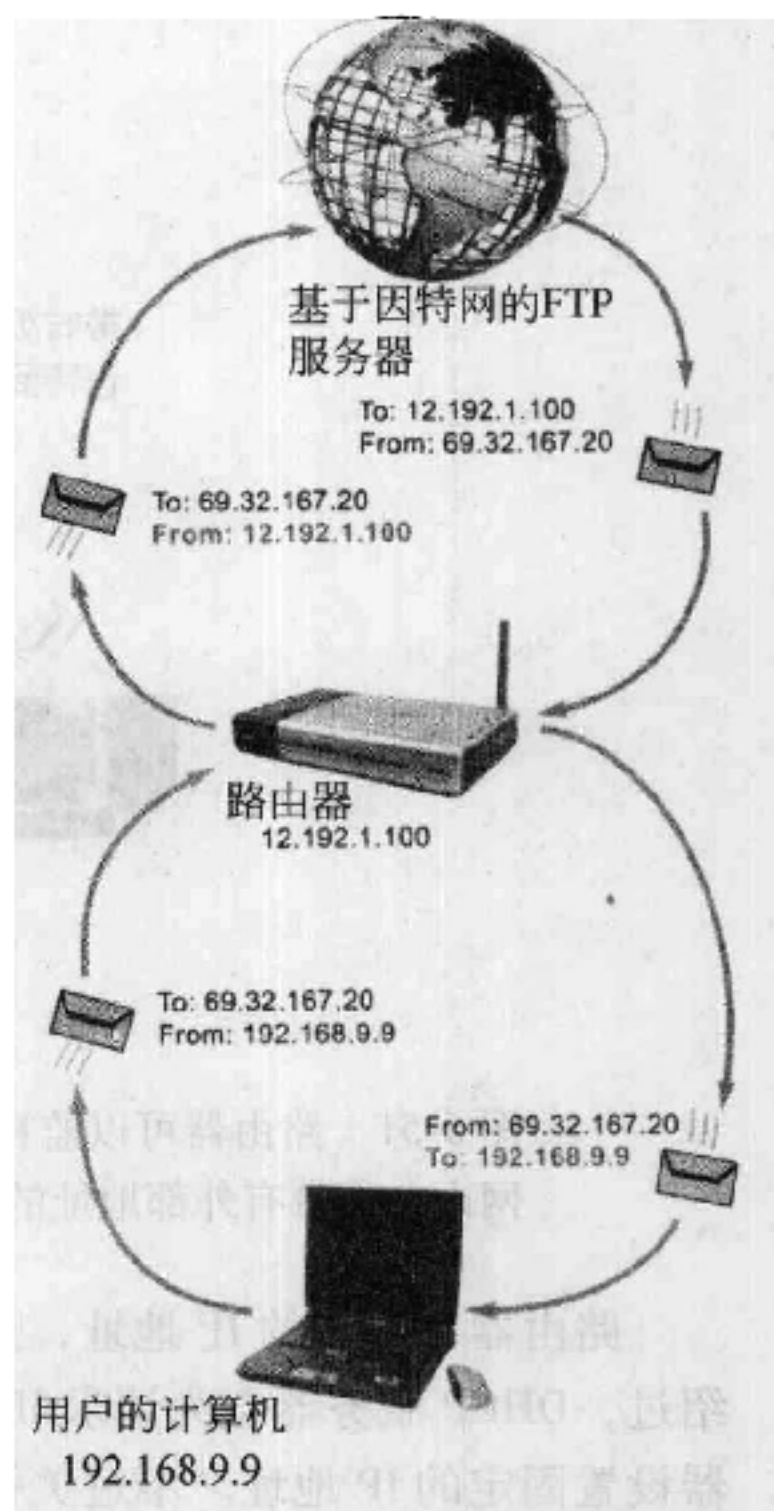 基于因特网的FTP
服务器
To: 12.192.1.100
From: 69.32.167.20
To: 69.32.167.20
From: 12.192.1.100
路由器
12.192.1.100
To: 69.32.167.20
From: 192.168.9.9
From: 69.32.167.20
To: 192.168.9.9
用户的计算机
192.168.9.9